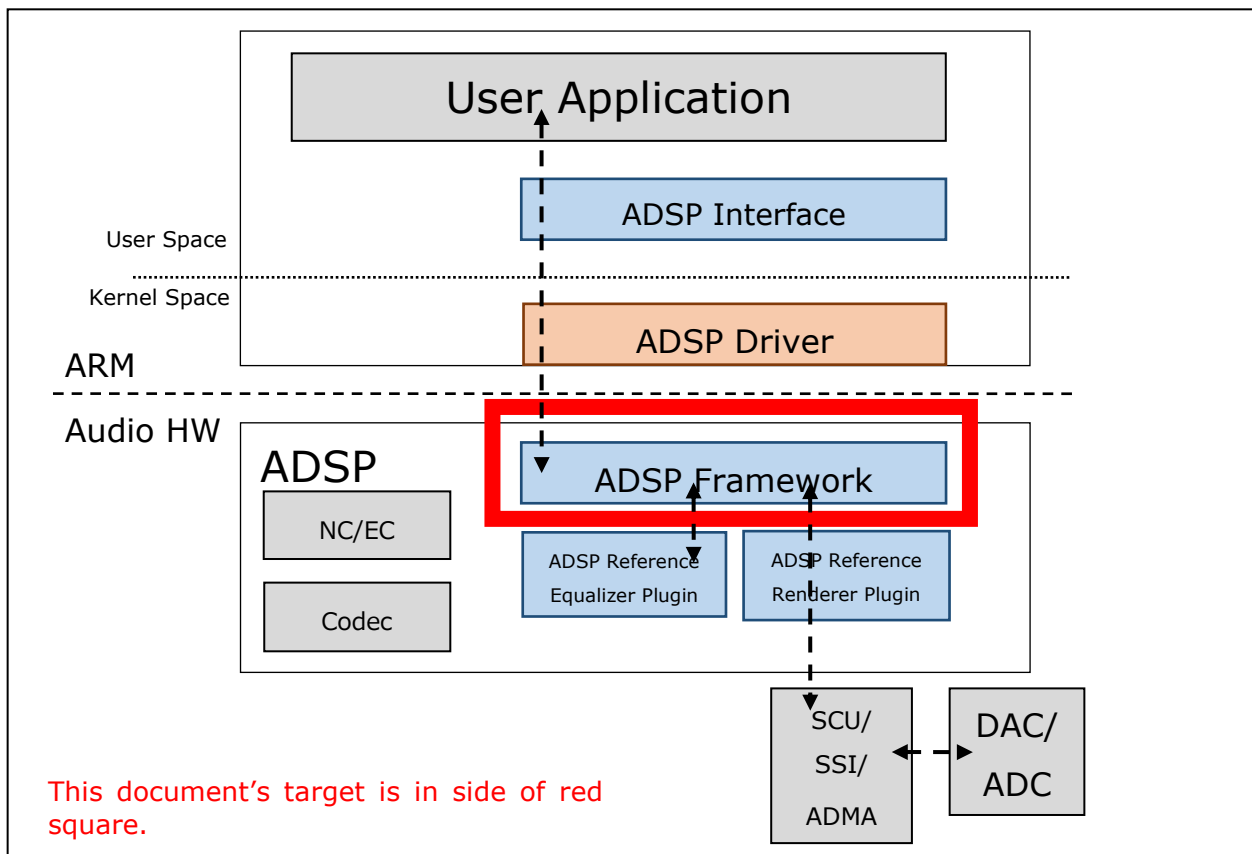 User Application
ADSP Interface
User Space
Kernel Space
ADSP Driver
ARM
Audio HW
ADSP
ADSP Framework
NC/EC
Codec
ADSP Reference
Equalizer Plugin
ADSP Reference
Renderer Plugin
SCU/
SSI/
ADMA
DAC/
ADC
This document's target is in side of red
square.